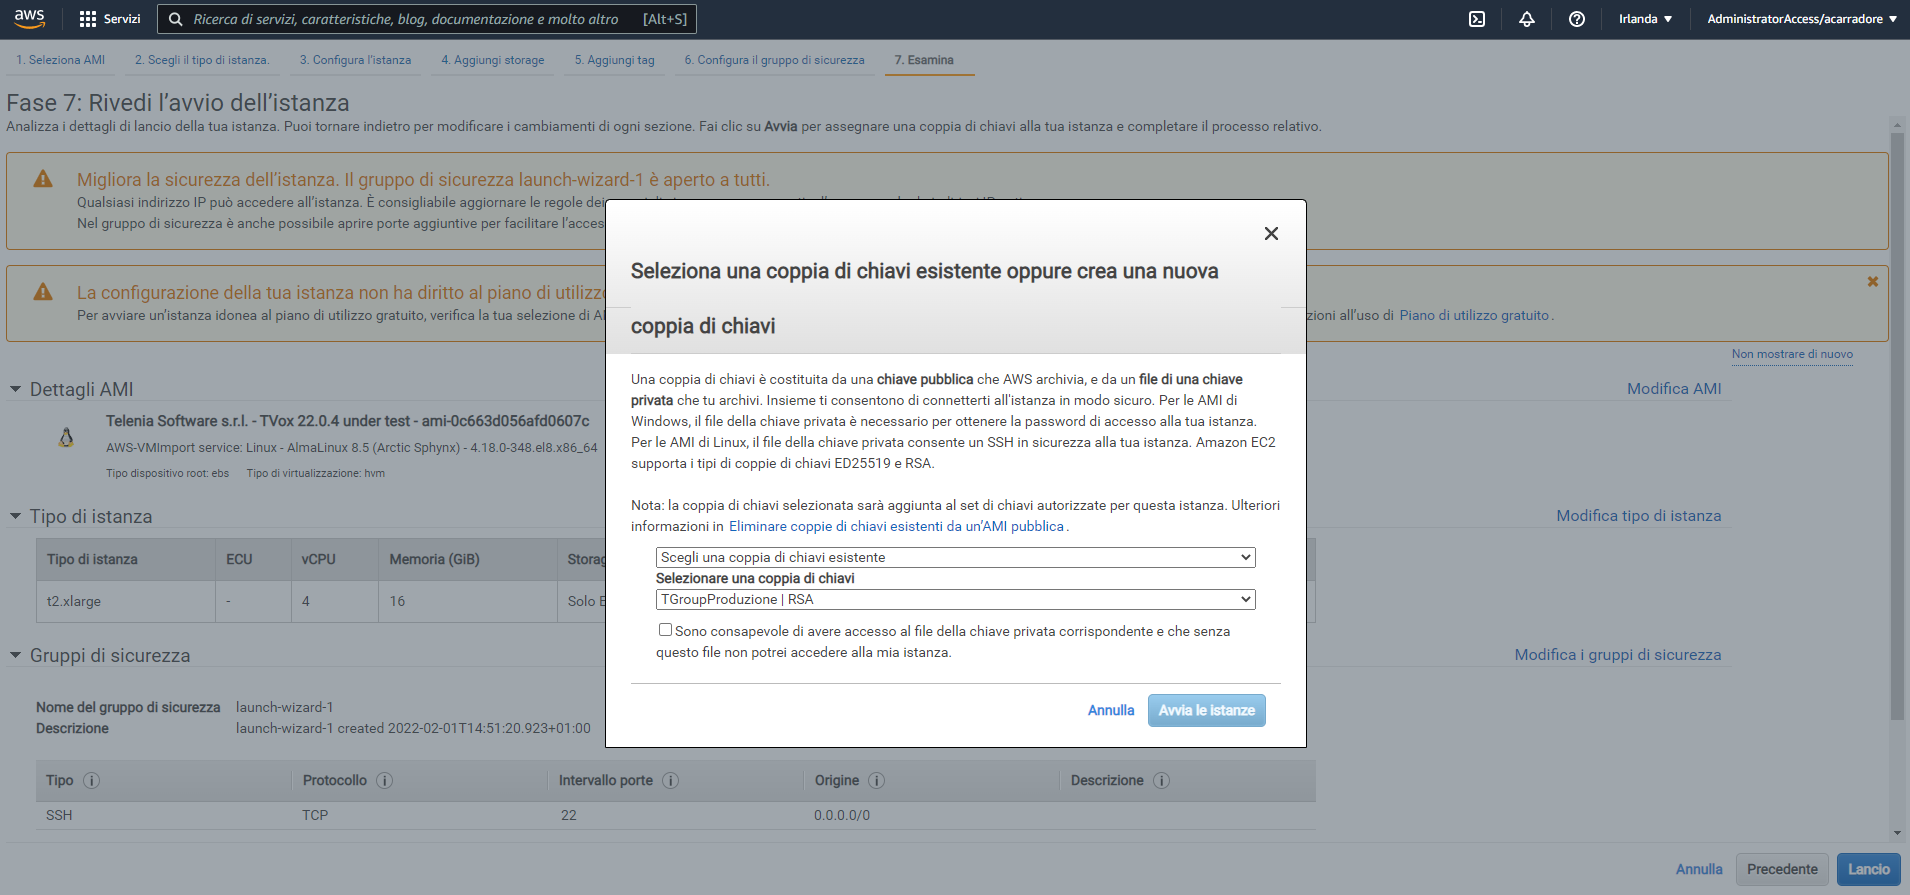 aws
Servizi
Ricerca di servizi, caratteristiche, blog, documentazione e molto altro [Alt+S]
Irlanda
AdministratorAccess/acarradore
1. Seleziona AMI
2. Scegli il tipo di istanza.
3. Configura l'istanza
4. Aggiungi storage
5. Aggiungi tag
6. Configura il gruppo di sicurezza
7. Esamina
Fase 7: Rivedi l'avvio dell'istanza
Analizza i dettagli di lancio della tua istanza. Puoi tornare indietro per modificare i cambiamenti di ogni sezione. Fai clic su Avvia per assegnare una coppia di chiavi alla tua istanza e completare il processo relativo.
Migliora la sicurezza dell'istanza. Il gruppo di sicurezza launch-wizard-1 è aperto a tutti.
Qualsiasi indirizzo IP può accedere all'istanza. È consigliabile aggiornare le regole dei
Nel gruppo di sicurezza è anche possibile aprire porte aggiuntive per facilitare l'acces
La configurazione della tua istanza non ha diritto al piano di utilizzo
Per avviare un'istanza idonea al piano di utilizzo gratuito, verifica la tua selezione di AM
zioni all'uso di Piano di utilizzo gratuito.
Non mostrare di nuovo
Dettagli AMI
Modifica AMI
Telenia Software s.r.l. - TVox 22.0.4 under test - ami-0c663d056afd0607c
AWS-VMImport service: Linux - AlmaLinux 8.5 (Arctic Sphynx) - 4.18.0-348.el8.x86_64
Tipo dispositivo root: ebs Tipo di virtualizzazione: hvm
Tipo di istanza
Modifica tipo di istanza
Tipo di istanza ECU vCPU Memoria (GiB) Storag
t2.xlarge - 4 16 Solo E
Gruppi di sicurezza
Modifica i gruppi di sicurezza
Nome del gruppo di sicurezza launch-wizard-1
Descrizione launch-wizard-1 created 2022-02-01T14:51:20.923+01:00
Tipo Protocollo Intervallo porte Origine Descrizione
SSH TCP 22 0.0.0.0/0
Annulla Precedente Lancio
Seleziona una coppia di chiavi esistente oppure crea una nuova
coppia di chiavi
Una coppia di chiavi è costituita da una chiave pubblica che AWS archivia, e da un file di una chiave
privata che tu archivi. Insieme ti consentono di connetterti all'istanza in modo sicuro. Per le AMI di
Windows, il file della chiave privata è necessario per ottenere la password di accesso alla tua istanza.
Per le AMI di Linux, il file della chiave privata consente un SSH in sicurezza alla tua istanza. Amazon EC2
supporta i tipi di coppie di chiavi ED25519 e RSA.
Nota: la coppia di chiavi selezionata sarà aggiunta al set di chiavi autorizzate per questa istanza. Ulteriori
informazioni in Eliminare coppie di chiavi esistenti da un'AMI pubblica.
Scegli una coppia di chiavi esistente
Selezionare una coppia di chiavi
TGroupProduzione | RSA
Sono consapevole di avere accesso al file della chiave privata corrispondente e che senza
questo file non potrei accedere alla mia istanza.
Annulla Avvia le istanze